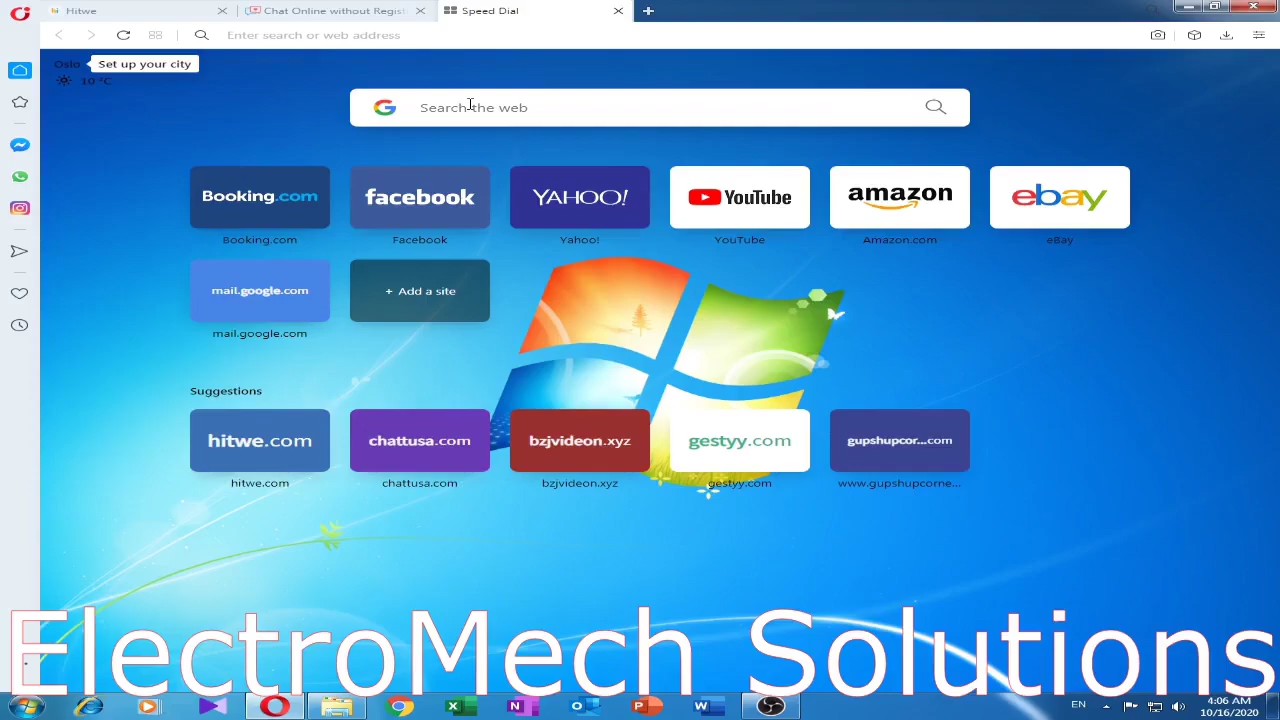 Hitwe
Chat Online without Regist
Speed Dial
Enter search or web address
Oslo
Set up your city
10 °C
Search the web
Booking.com
facebook
YAHOO!
YouTube
amazon
ebay
Booking.com
Facebook
Yahoo!
YouTube
Amazon.com
eBay
mail.google.com
+ Add a site
mail.google.com
Suggestions
hitwe.com
chattusa.com
bzjvideon.xyz
gestyy.com
gupshupcor...com
hitwe.com
chattusa.com
bzjvideon.xyz
gestyy.com
www.gupshupcorne...
ElectroMech Solutions
EN
4:06 AM
10/16/2020